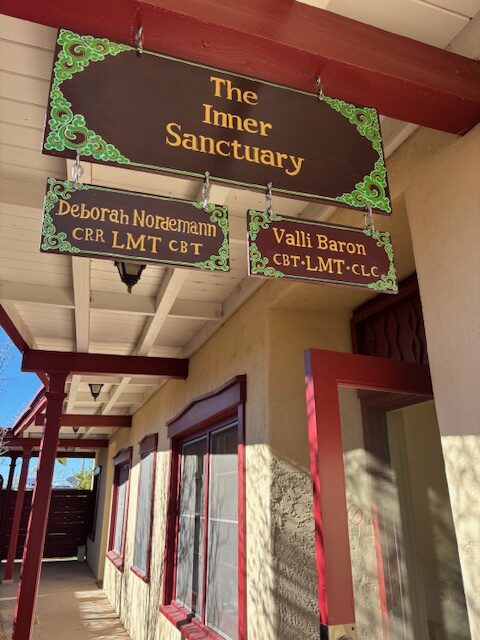 The
Inner
Sanctuary
Deborah Nordemann
CRR LMT CBT
Valli Baron
CBT·LMT·CLC